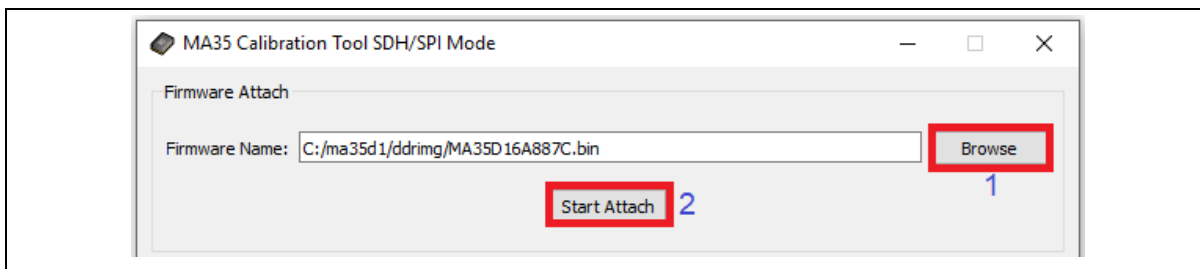 MA35 Calibration Tool SDH/SPI Mode
Firmware Attach
Firmware Name: C:/ma35d1/ddrimg/MA35D16A887C.bin Browse
1
Start Attach 2